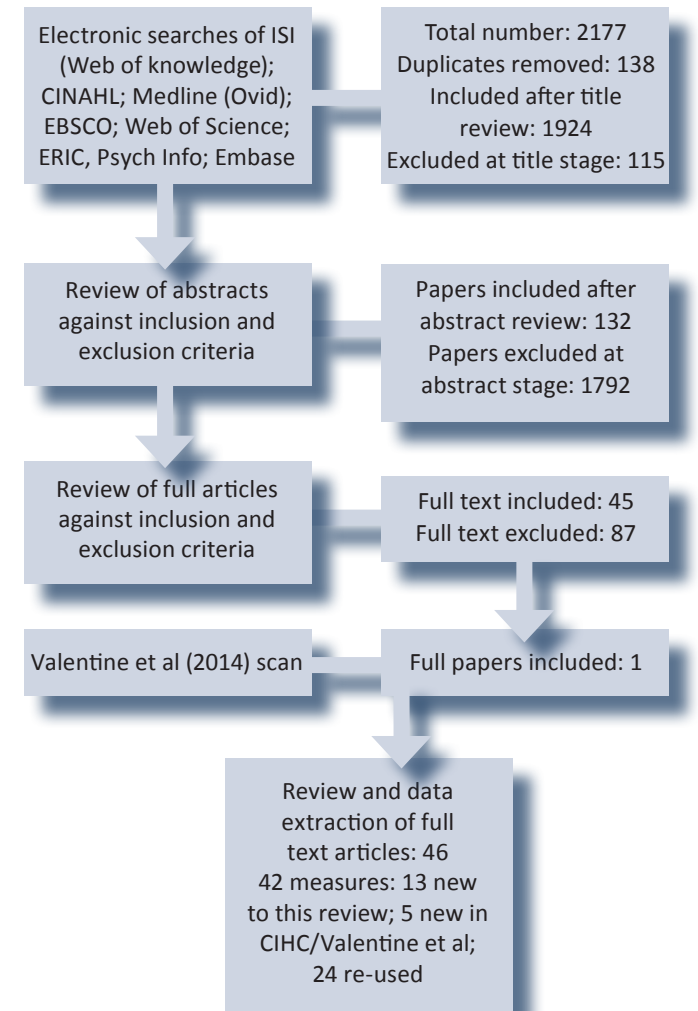 Electronic searches of ISI
(Web of knowledge);
CINAHL; Medline (Ovid);
EBSCO; Web of Science;
ERIC, Psych Info; Embase
Total number: 2177
Duplicates removed: 138
Included after title
review: 1924
Excluded at title stage: 115
Review of abstracts
against inclusion and
exclusion criteria
Papers included after
abstract review: 132
Papers excluded at
abstract stage: 1792
Review of full articles
against inclusion and
exclusion criteria
Full text included: 45
Full text excluded: 87
Valentine et al (2014) scan
Full papers included: 1
Review and data
extraction of full
text articles: 46
42 measures: 13 new
to this review; 5 new in
CIHC/Valentine et al;
24 re-used